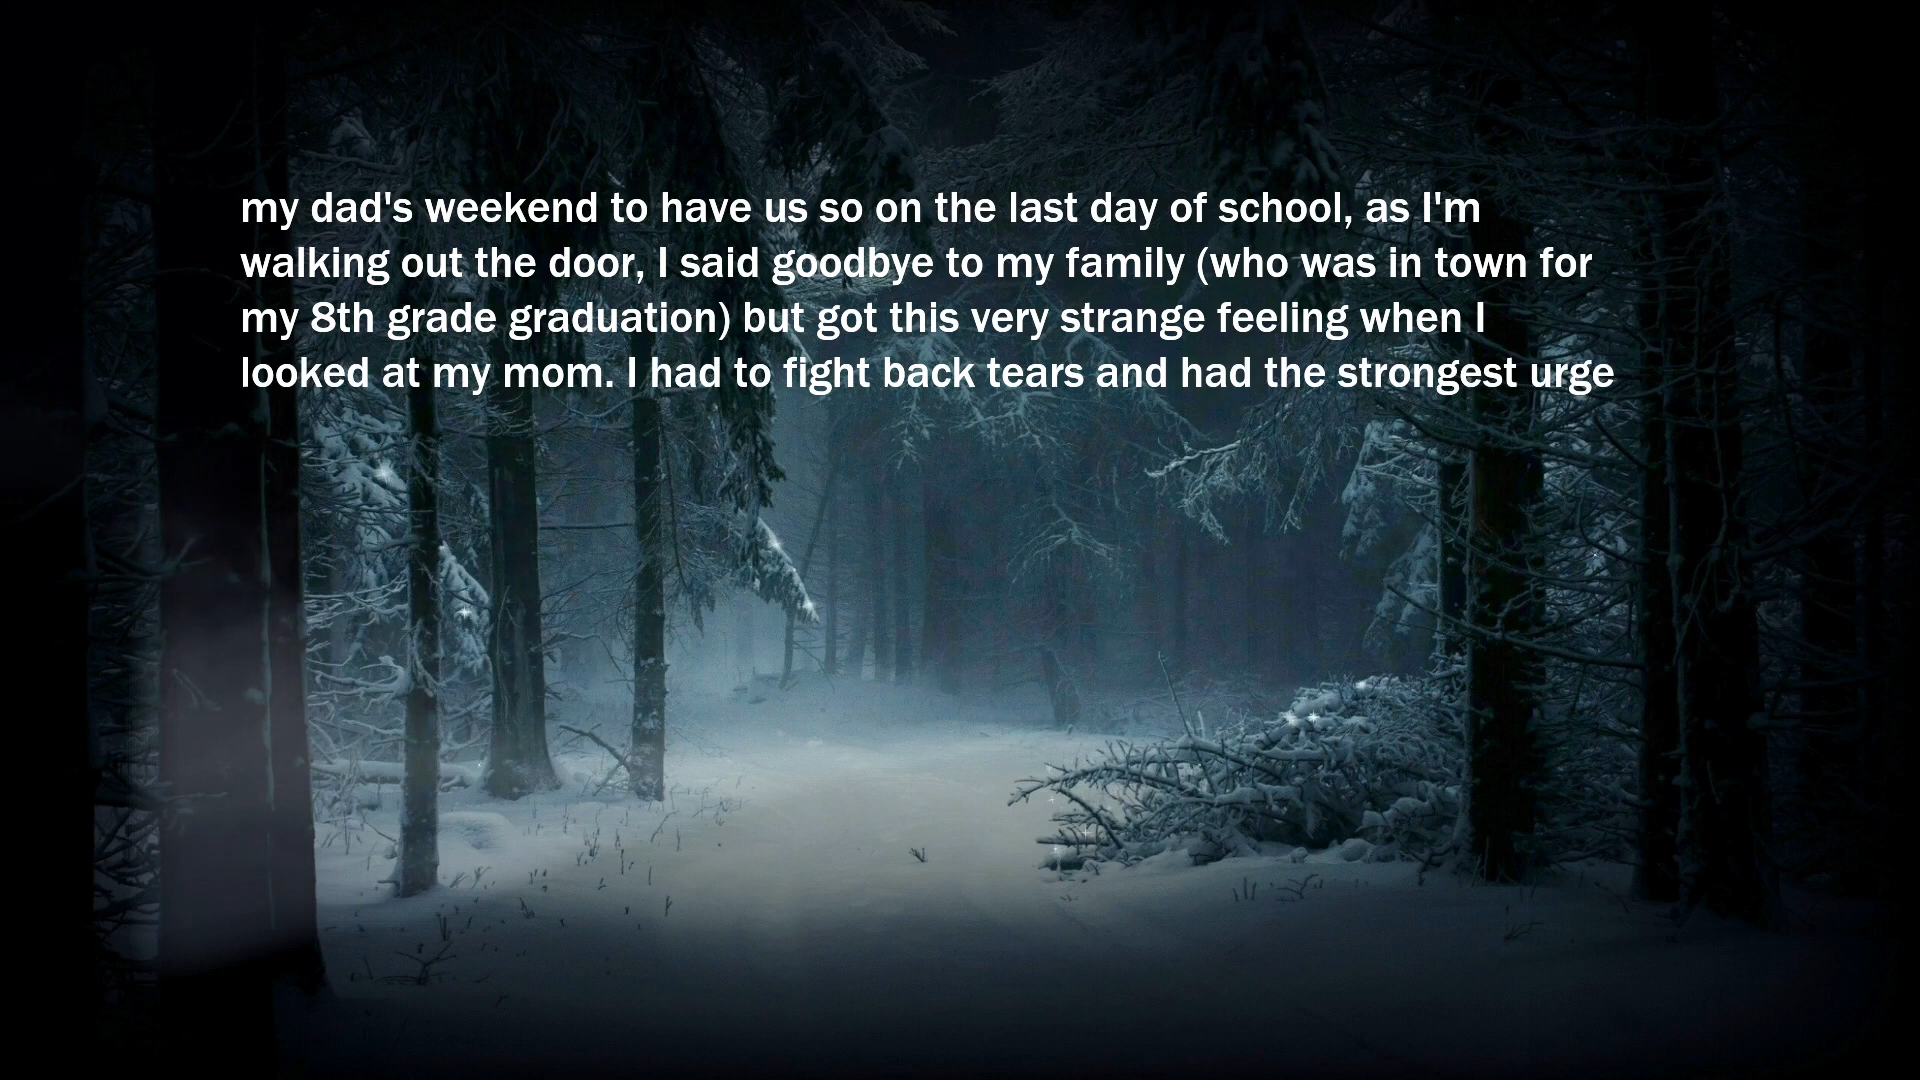 my dad's weekend to have us so on the last day of school, as I'm
walking out the door, I said goodbye to my family (who was in town for
my 8th grade graduation) but got this very strange feeling when I
looked at my mom. I had to fight back tears and had the strongest urge